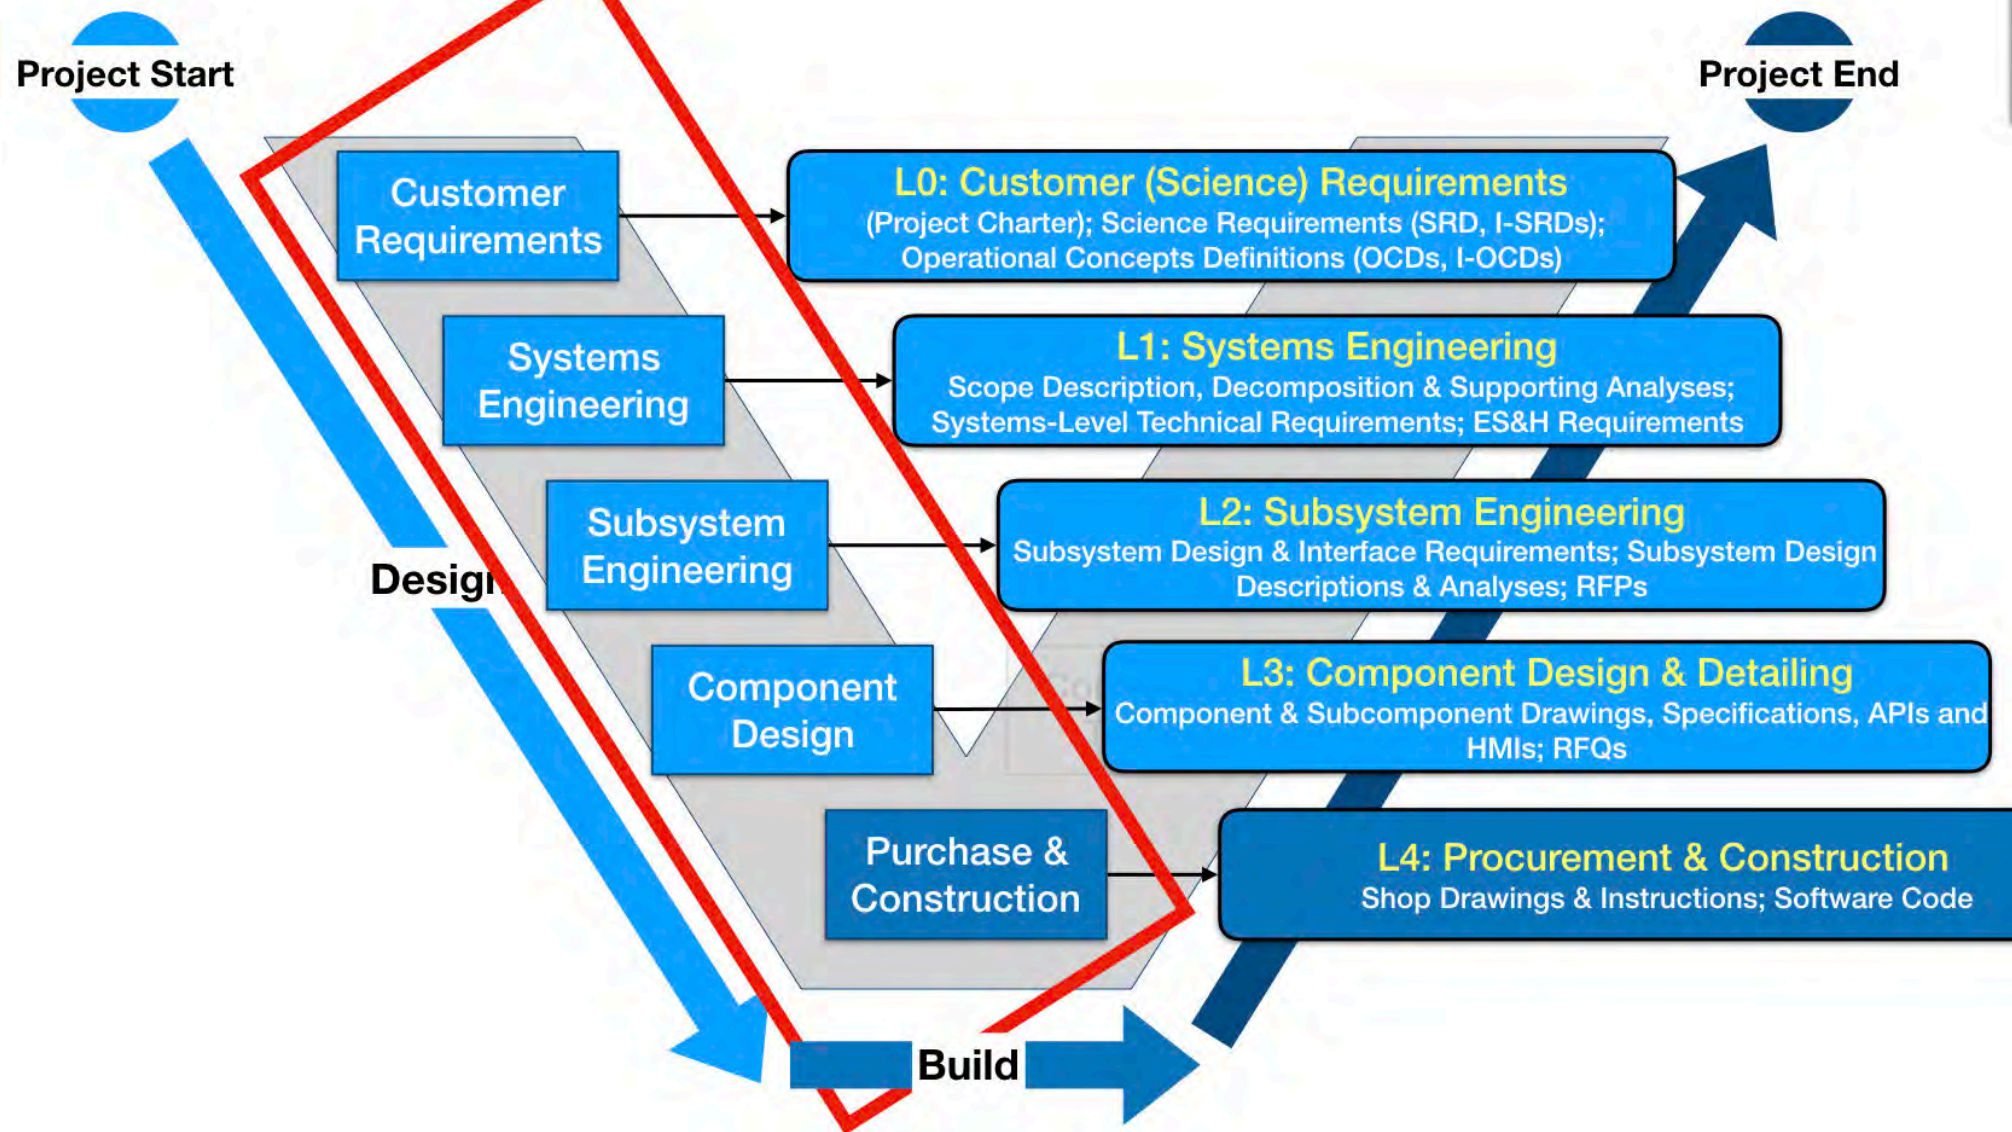 Project Start
Project End
Customer
Requirements
L0: Customer (Science) Requirements
(Project Charter); Science Requirements (SRD, I-SRDs);
Operational Concepts Definitions (OCDs, I-OCDs)
Systems
Engineering
L1: Systems Engineering
Scope Description, Decomposition & Supporting Analyses;
Systems-Level Technical Requirements; ES&H Requirements
Subsystem
Engineering
L2: Subsystem Engineering
Subsystem Design & Interface Requirements; Subsystem Design
Descriptions & Analyses; RFPs
Design
Component
Design
L3: Component Design & Detailing
Component & Subcomponent Drawings, Specifications, APIs and
HMIs; RFQs
Purchase &
Construction
L4: Procurement & Construction
Shop Drawings & Instructions; Software Code
Build